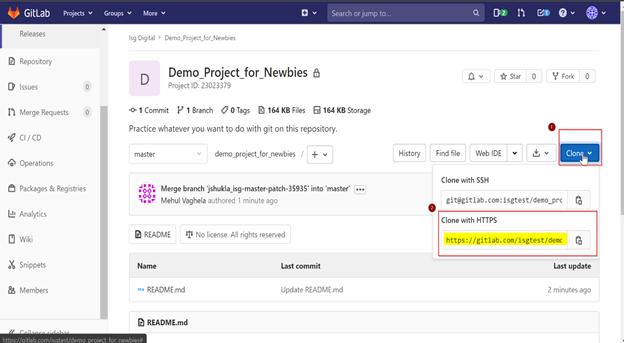 GitLab Projects Groups More Search or jump to... 2 1
Releases
Repository
Issues 0
Merge Requests 0
CI / CD
Operations
Packages & Registries
Analytics
Wiki
Snippets
Members
Collapse sidebar
https://gitlab.com/isgtest/demo_project_for_newbies#
Isg Digital > Demo_Project_for_Newbies
D
Demo_Project_for_Newbies
Project ID: 23023379
Star 0 Fork 0
1 Commit 1 Branch 0 Tags 164 KB Files 164 KB Storage
Practice whatever you want to do with git on this repository.
1
master demo_project_for_newbies / + History Find file Web IDE Clone
Clone with SSH
git@gitlab.com:isgtest/demo_pro
2
Clone with HTTPS
https://gitlab.com/isgtest/demo
Merge branch 'jshukla_isg-master-patch-35935' into 'master' ...
Mehul Vaghela authored 1 minute ago
README No license. All rights reserved
Name Last commit Last update
README.md Update README.md 2 minutes ago
README.md